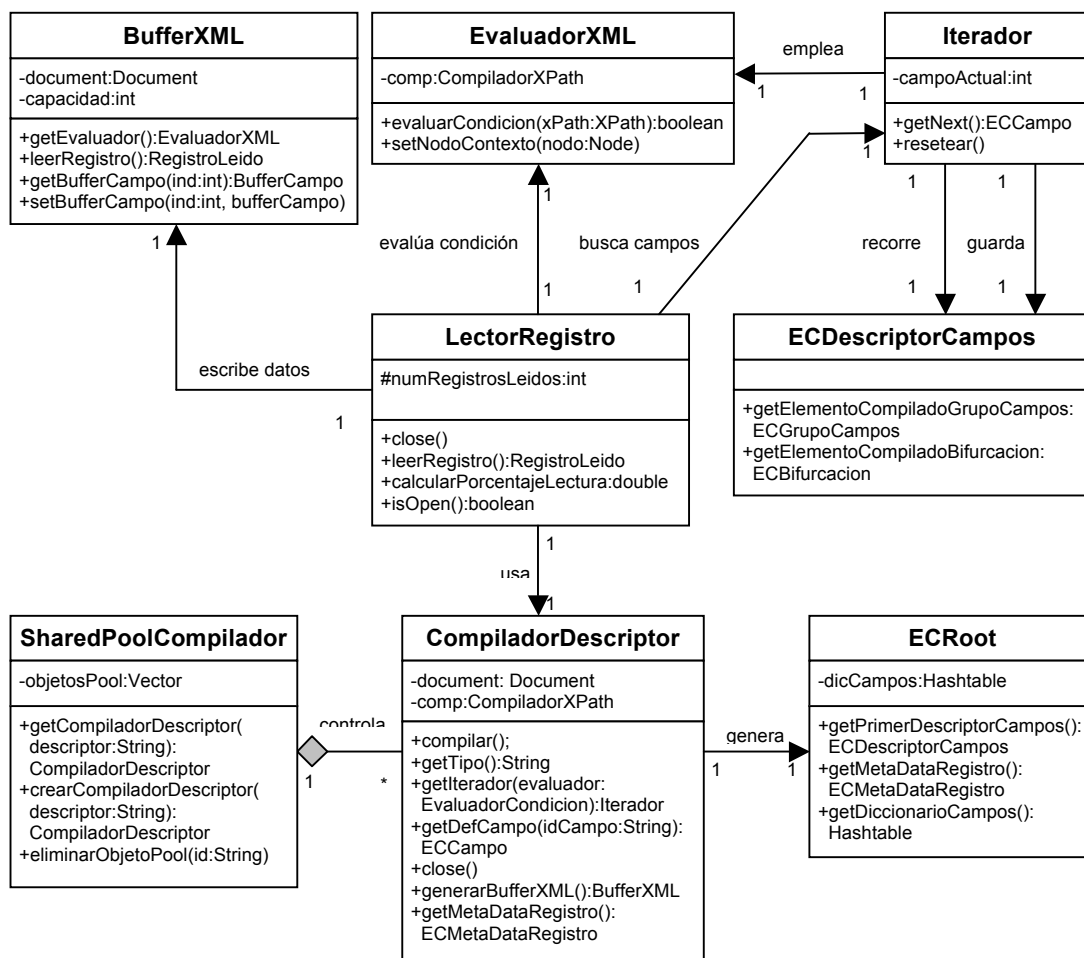 BufferXML
-document:Document
-capacidad:int
+getEvaluador():EvaluadorXML
+leerRegistro():RegistroLeido
+getBufferCampo(ind:int):BufferCampo
+setBufferCampo(ind:int, bufferCampo)
EvaluadorXML
-comp:CompiladorXPath
+evaluarCondicion(xPath:XPath):boolean
+setNodoContexto(nodo:Node)
emplea
1
1
Iterador
-campoActual:int
+getNext():ECCampo
+resetear()
1
1
1
1
1
evalúa condición
busca campos
recorre
guarda
1
1
1
1
LectorRegistro
#numRegistrosLeidos:int
+close()
+leerRegistro():RegistroLeido
+calcularPorcentajeLectura:double
+isOpen():boolean
escribe datos
1
ECDescriptorCampos
+getElementoCompiladoGrupoCampos:
ECGrupoCampos
+getElementoCompiladoBifurcacion:
ECBifurcacion
1
usa
1
SharedPoolCompilador
-objetosPool:Vector
+getCompiladorDescriptor(
descriptor:String):
CompiladorDescriptor
+crearCompiladorDescriptor(
descriptor:String):
CompiladorDescriptor
+eliminarObjetoPool(id:String)
controla
1
*
CompiladorDescriptor
-document: Document
-comp:CompiladorXPath
+compilar();
+getTipo():String
+getIterador(evaluador:
EvaluadorCondicion):Iterador
+getDefCampo(idCampo:String):
ECCampo
+close()
+generarBufferXML():BufferXML
+getMetaDataRegistro():
ECMetaDataRegistro
genera
1
1
ECRoot
-dicCampos:Hashtable
+getPrimerDescriptorCampos():
ECDescriptorCampos
+getMetaDataRegistro():
ECMetaDataRegistro
+getDiccionarioCampos():
Hashtable